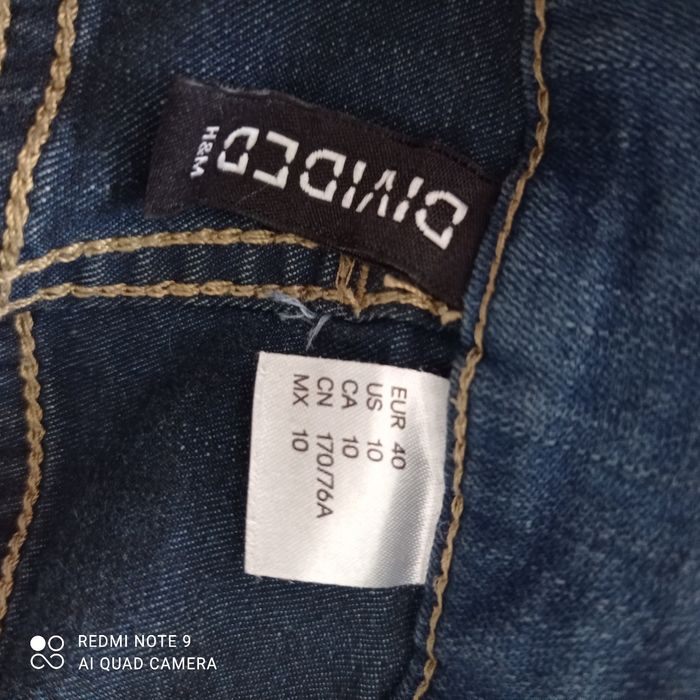 DIVIDED
H&M
EUR 40
US 10
CA 10
CN 170/76A
MX 10
REDMI NOTE 9
AI QUAD CAMERA